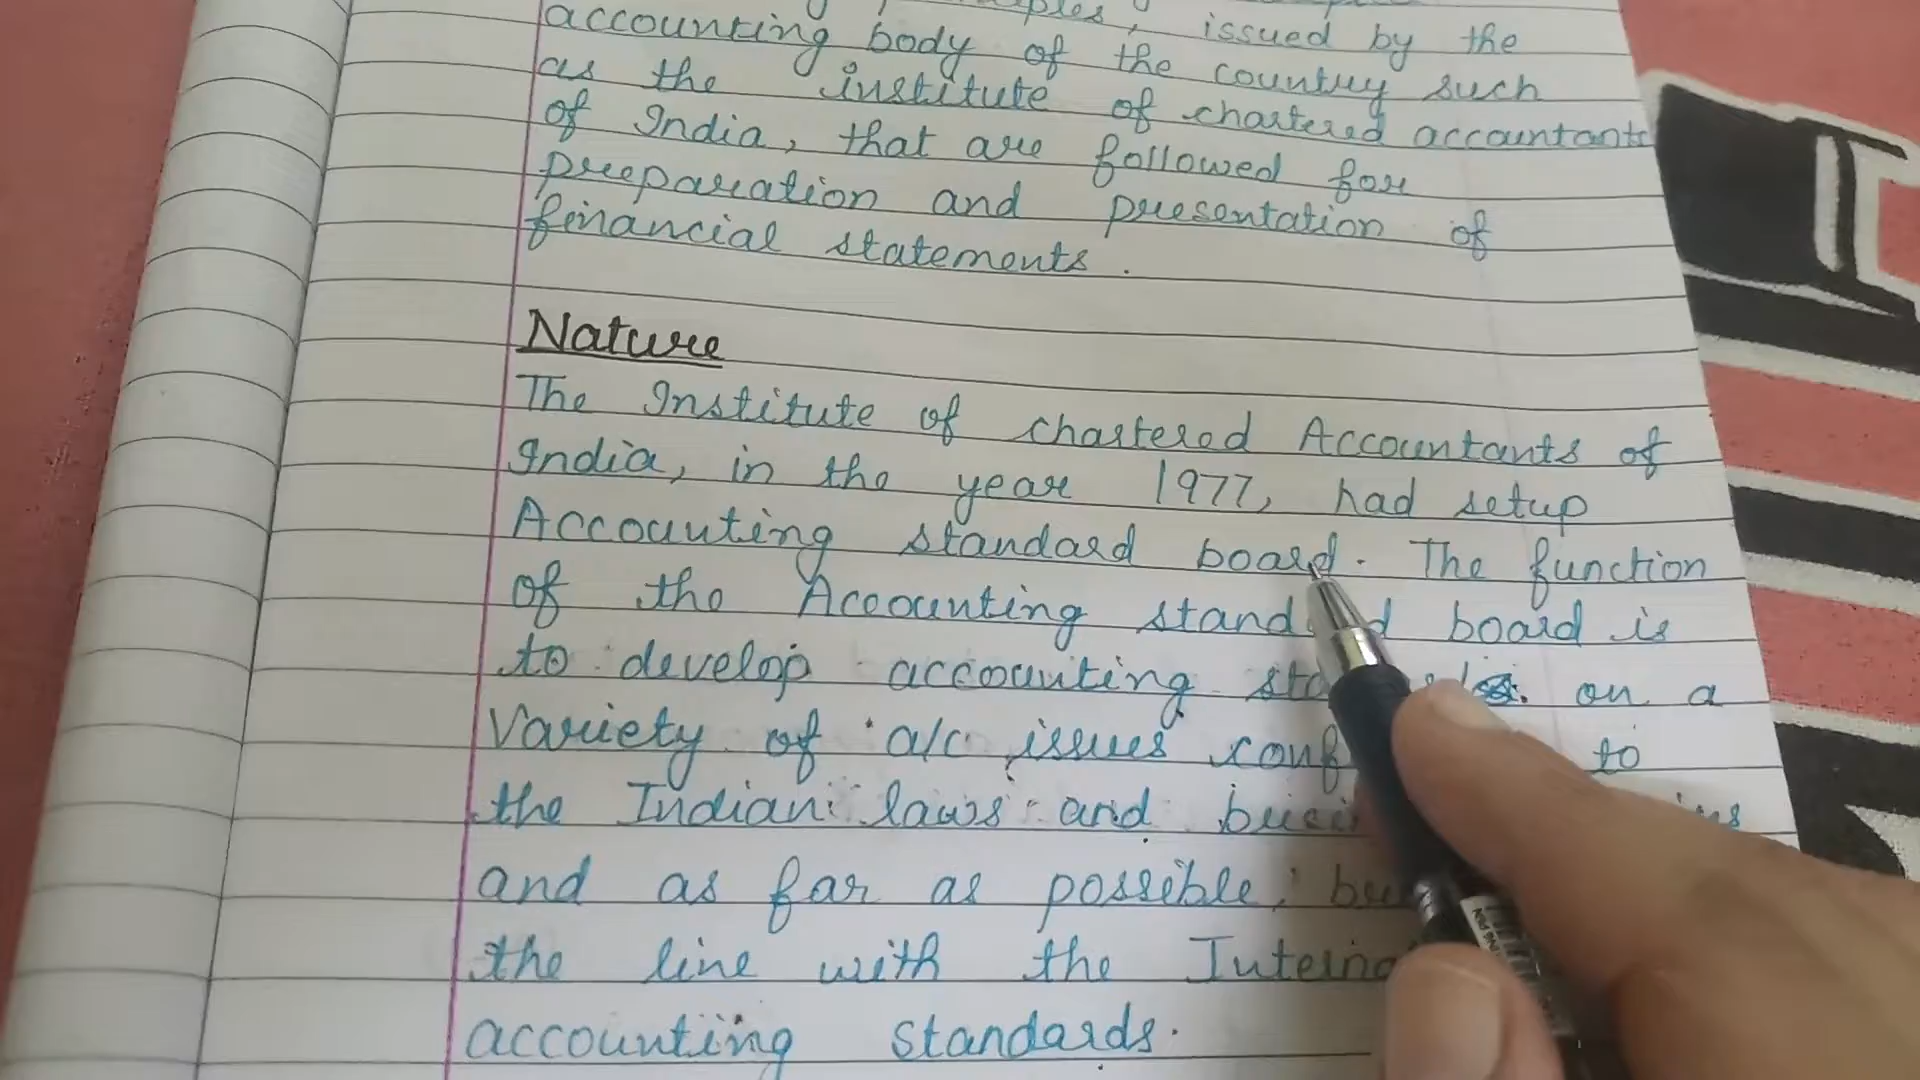 issued by the
accounting body of the country such
as the institute of chartered accountants
of India, that are followed for
preparation and presentation of
financial statements.
Nature
The Institute of chartered Accountants of
India, in the year 1977, had setup
Accounting standard board. The function
of the Accounting board is
to develop accounting on a
Variety of a/c issues to
the Indian laws and
and as far as possible,
the line with the
accounting standards.